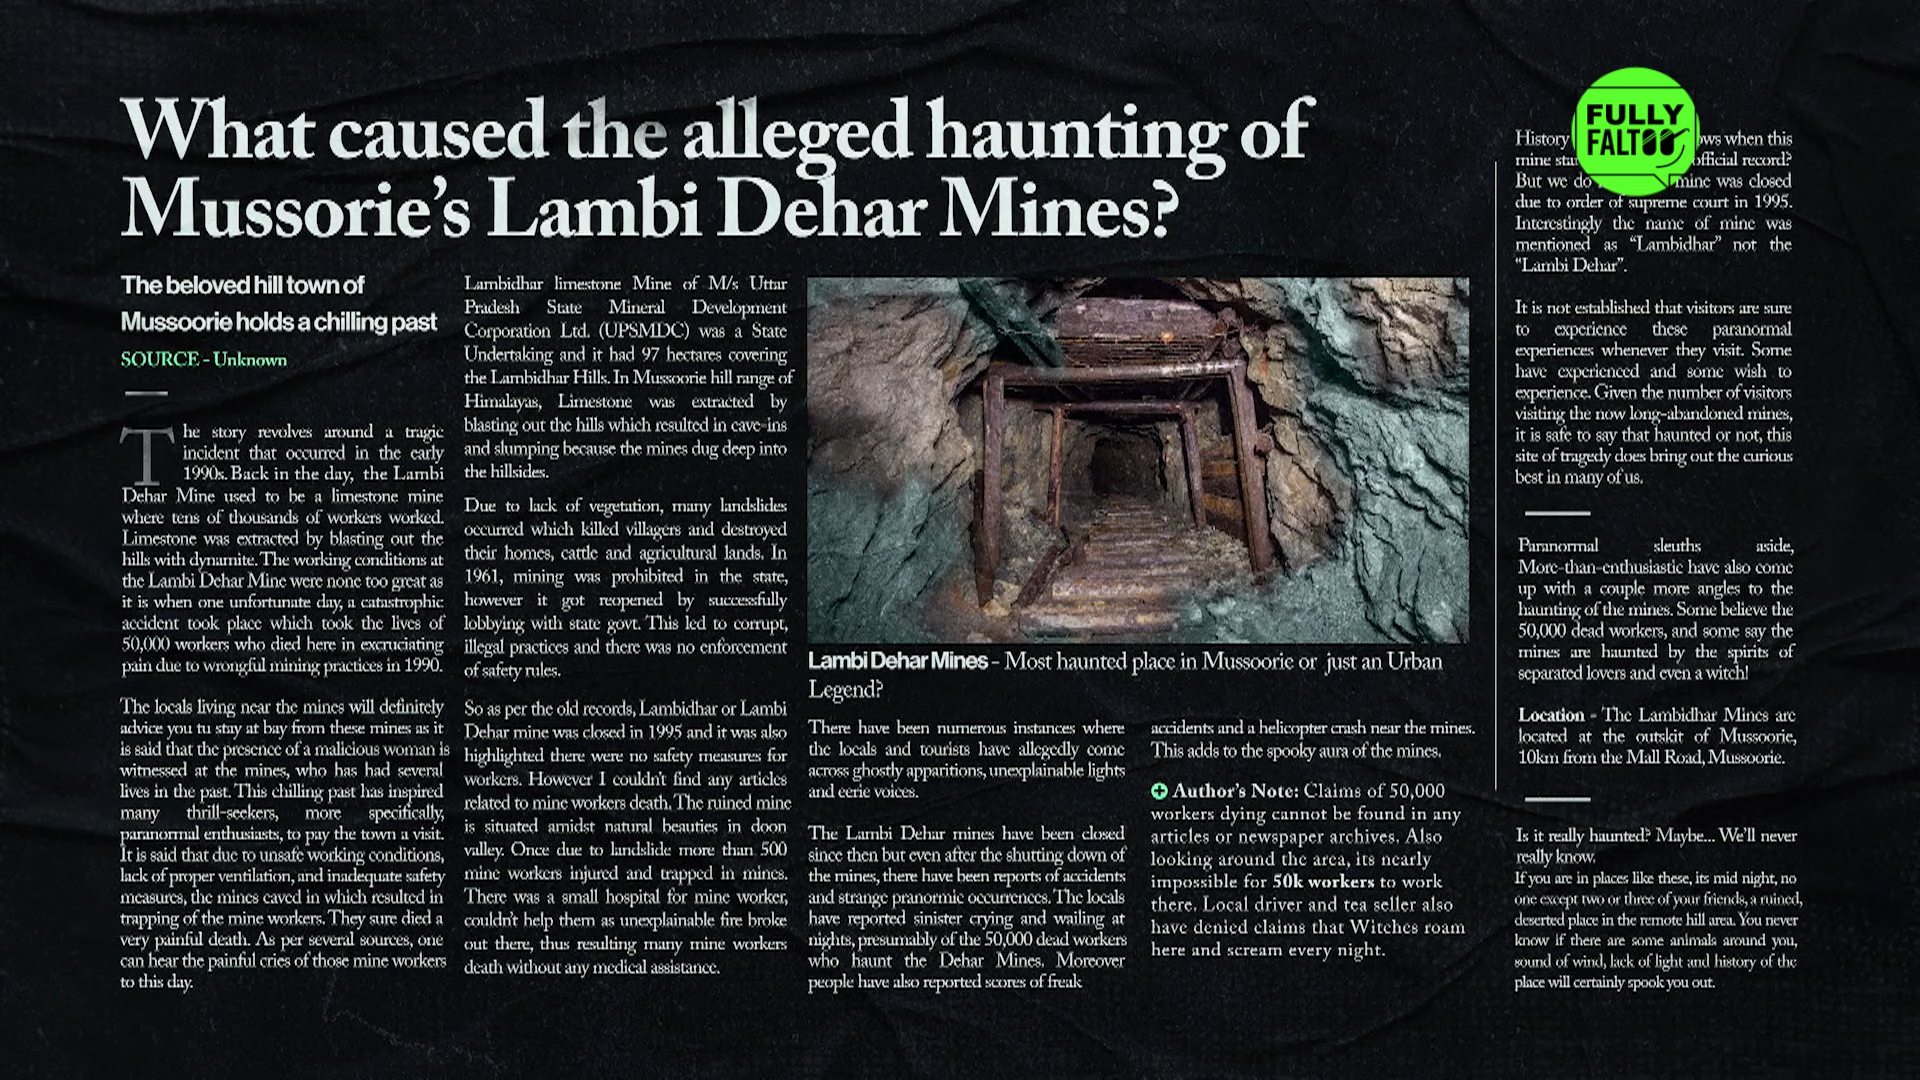 What caused the alleged haunting of
Mussorie's Lambi Dehar Mines?
The beloved hill town of
Mussoorie holds a chilling past
SOURCE - Unknown
The story revolves around a tragic
incident that occurred in the early
1990s. Back in the day, the Lambi
Dehar Mine used to be a limestone mine
where tens of thousands of workers worked.
Limestone was extracted by blasting out the
hills with dynamite. The working conditions at
the Lambi Dehar Mine were none too great as
it is when one unfortunate day, a catastrophic
accident took place which took the lives of
50,000 workers who died here in excruciating
pain due to wrongful mining practices in 1990.
The locals living near the mines will definitely
advice you tu stay at bay from these mines as it
is said that the presence of a malicious woman is
witnessed at the mines, who has had several
lives in the past. This chilling past has inspired
many thrill-seekers, more specifically,
paranormal enthusiasts, to pay the town a visit.
It is said that due to unsafe working conditions,
lack of proper ventilation, and inadequate safety
measures, the mines caved in which resulted in
trapping of the mine workers. They sure died a
very painful death. As per several sources, one
can hear the painful cries of those mine workers
to this day.
Lambidhar limestone Mine of M/s Uttar
Pradesh State Mineral Development
Corporation Ltd. (UPSMDC) was a State
Undertaking and it had 97 hectares covering
the Lambidhar Hills. In Mussoorie hill range of
Himalayas, Limestone was extracted by
blasting out the hills which resulted in cave-ins
and slumping because the mines dug deep into
the hillsides.
Due to lack of vegetation, many landslides
occurred which killed villagers and destroyed
their homes, cattle and agricultural lands. In
1961, mining was prohibited in the state,
however it got reopened by successfully
lobbying with state govt. This led to corrupt,
illegal practices and there was no enforcement
of safety rules.
So as per the old records, Lambidhar or Lambi
Dehar mine was closed in 1995 and it was also
highlighted there were no safety measures for
workers. However I couldn't find any articles
related to mine workers death. The ruined mine
is situated amidst natural beauties in doon
valley. Once due to landslide more than 500
mine workers injured and trapped in mines.
There was a small hospital for mine worker,
couldn't help them as unexplainable fire broke
out there, thus resulting many mine workers
death without any medical assistance.
Lambi Dehar Mines - Most haunted place in Mussoorie or just an Urban
Legend?
There have been numerous instances where
the locals and tourists have allegedly come
across ghostly apparitions, unexplainable lights
and eerie voices.
The Lambi Dehar mines have been closed
since then but even after the shutting down of
the mines, there have been reports of accidents
and strange pranormic occurrences. The locals
have reported sinister crying and wailing at
nights, presumably of the 50,000 dead workers
who haunt the Dehar Mines. Moreover
people have also reported scores of freak
accidents and a helicopter crash near the mines.
This adds to the spooky aura of the mines.
Author's Note: Claims of 50,000
workers dying cannot be found in any
articles or newspaper archives. Also
looking around the area, its nearly
impossible for 50k workers to work
there. Local driver and tea seller also
have denied claims that Witches roam
here and scream every night.
FULLY
FALTOO
History when this
mine official record?
But we do mine was closed
due to order of supreme court in 1995.
Interestingly the name of mine was
mentioned as "Lambidhar" not the
"Lambi Dehar".
It is not established that visitors are sure
to experience these paranormal
experiences whenever they visit. Some
have experienced and some wish to
experience. Given the number of visitors
visiting the now long-abandoned mines,
it is safe to say that haunted or not, this
site of tragedy does bring out the curious
best in many of us.
Paranormal sleuths aside,
More-than-enthusiastic have also come
up with a couple more angles to the
haunting of the mines. Some believe the
50,000 dead workers, and some say the
mines are haunted by the spirits of
separated lovers and even a witch!
Location - The Lambidhar Mines are
located at the outskit of Mussoorie,
10km from the Mall Road, Mussoorie.
Is it really haunted? Maybe... We'll never
really know.
If you are in places like these, its mid night, no
one except two or three of your friends, a ruined,
deserted place in the remote hill area. You never
know if there are some animals around you,
sound of wind, lack of light and history of the
place will certainly spook you out.